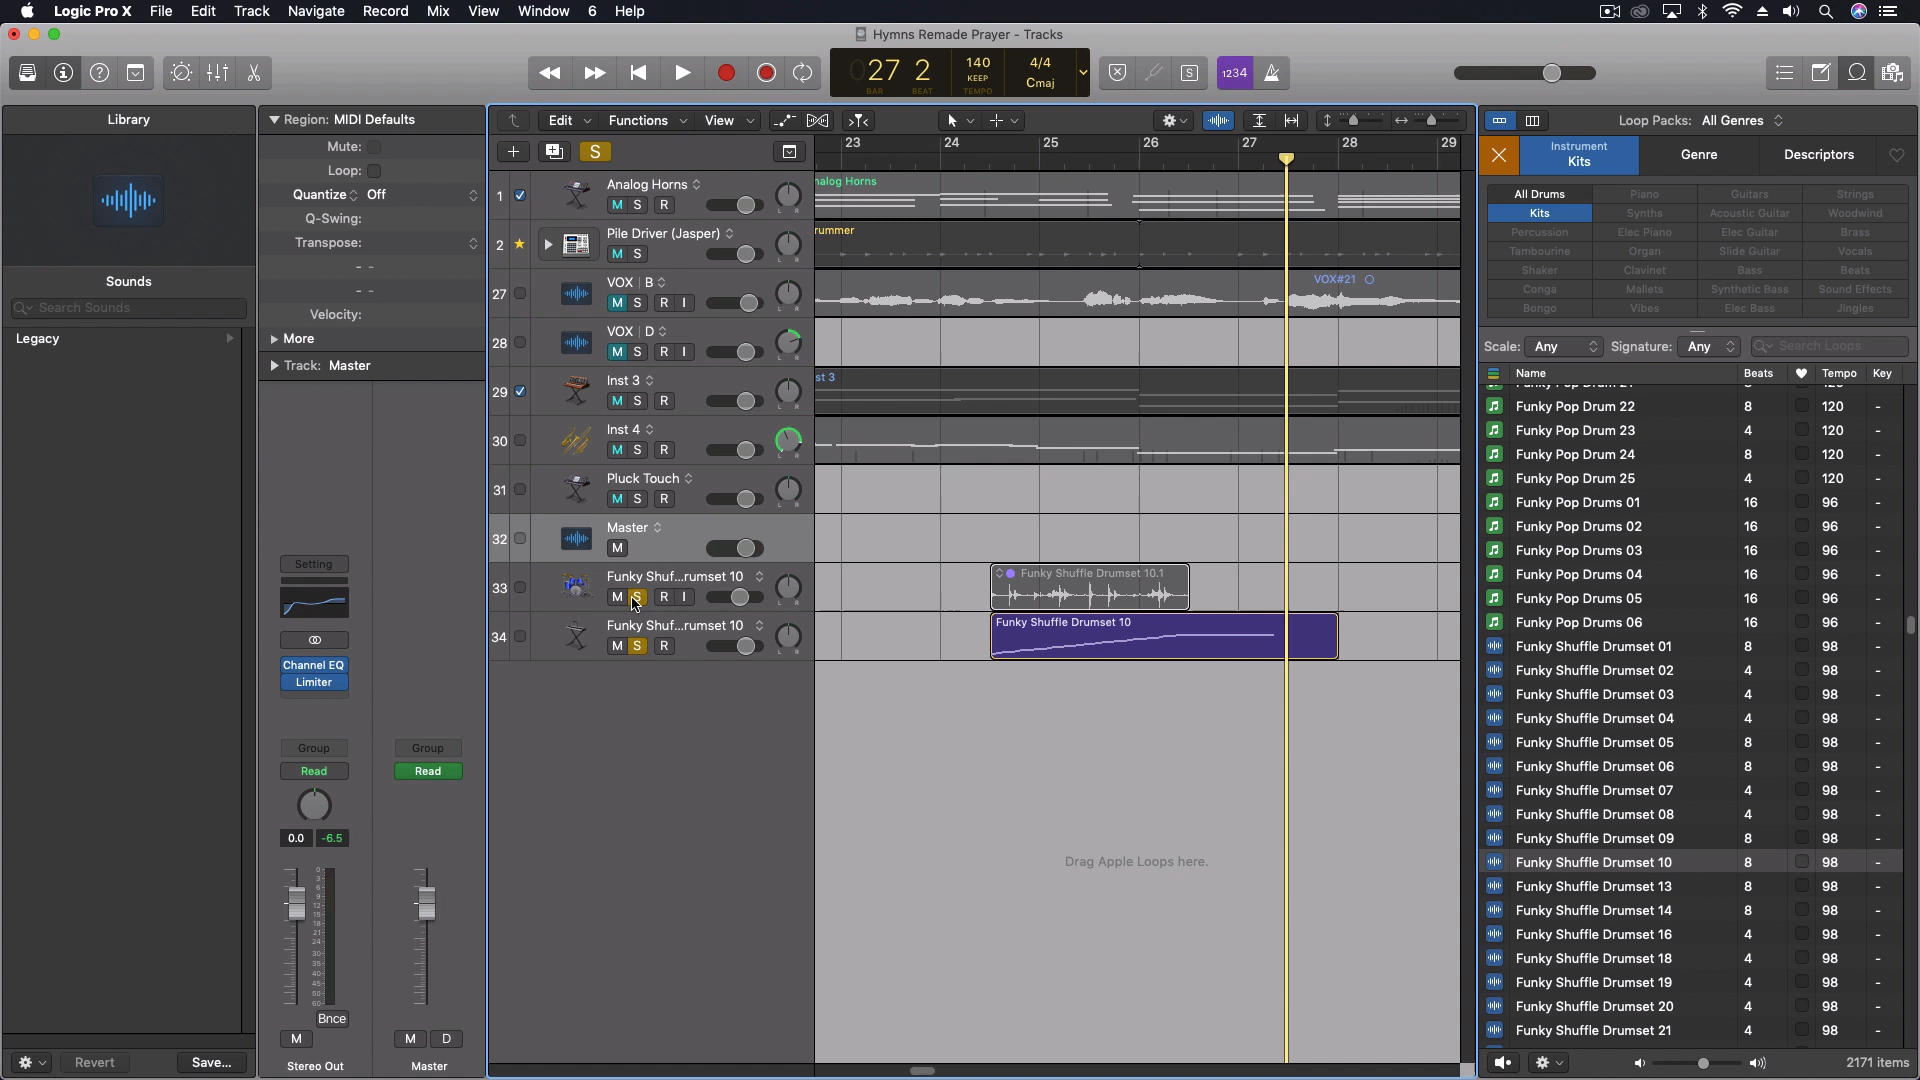 Logic Pro X File Edit Track Navigate Record Mix View Window 6 Help
Hymns Remade Prayer - Tracks
27 2
BAR BEAT
140
KEEP
TEMPO
4/4
Cmaj
S
1234
Library
Sounds
Search Sounds
Legacy
Revert
Save...
Region: MIDI Defaults
Mute:
Loop:
Quantize Off
Q-Swing:
Transpose:
- -
- -
Velocity:
More
Track: Master
Setting
Channel EQ
Limiter
Group
Group
Read
Read
0.0 -6.5
Bnce
M
M D
Stereo Out
Master
Edit Functions View
S
23 24 25 26 27 28 29
1 Analog Horns
M S R
2 Pile Driver (Jasper)
M S
27 VOX | B
M S R I
28 VOX | D
M S R I
29 Inst 3
M S R
30 Inst 4
M S R
31 Pluck Touch
M S R
32 Master
M
33 Funky Shuf...rumset 10
M S R I
34 Funky Shuf...rumset 10
M S R
nalog Horns
rummer
VOX#21
st 3
Funky Shuffle Drumset 10.1
Funky Shuffle Drumset 10
Drag Apple Loops here.
Loop Packs: All Genres
Instrument
Kits
Genre
Descriptors
All Drums Piano Guitars Strings
Kits Synths Acoustic Guitar Woodwind
Percussion Elec Piano Elec Guitar Brass
Tambourine Organ Slide Guitar Vocals
Shaker Clavinet Bass Beats
Conga Mallets Synthetic Bass Sound Effects
Bongo Vibes Elec Bass Jingles
Scale: Any Signature: Any Search Loops
Name Beats Tempo Key
Funky Pop Drum 22 8 120 -
Funky Pop Drum 23 4 120 -
Funky Pop Drum 24 8 120 -
Funky Pop Drum 25 4 120 -
Funky Pop Drums 01 16 96 -
Funky Pop Drums 02 16 96 -
Funky Pop Drums 03 16 96 -
Funky Pop Drums 04 16 96 -
Funky Pop Drums 05 16 96 -
Funky Pop Drums 06 16 96 -
Funky Shuffle Drumset 01 8 98 -
Funky Shuffle Drumset 02 4 98 -
Funky Shuffle Drumset 03 4 98 -
Funky Shuffle Drumset 04 4 98 -
Funky Shuffle Drumset 05 8 98 -
Funky Shuffle Drumset 06 8 98 -
Funky Shuffle Drumset 07 4 98 -
Funky Shuffle Drumset 08 4 98 -
Funky Shuffle Drumset 09 8 98 -
Funky Shuffle Drumset 10 8 98 -
Funky Shuffle Drumset 13 8 98 -
Funky Shuffle Drumset 14 8 98 -
Funky Shuffle Drumset 16 4 98 -
Funky Shuffle Drumset 18 4 98 -
Funky Shuffle Drumset 19 4 98 -
Funky Shuffle Drumset 20 4 98 -
Funky Shuffle Drumset 21 4 98 -
2171 items